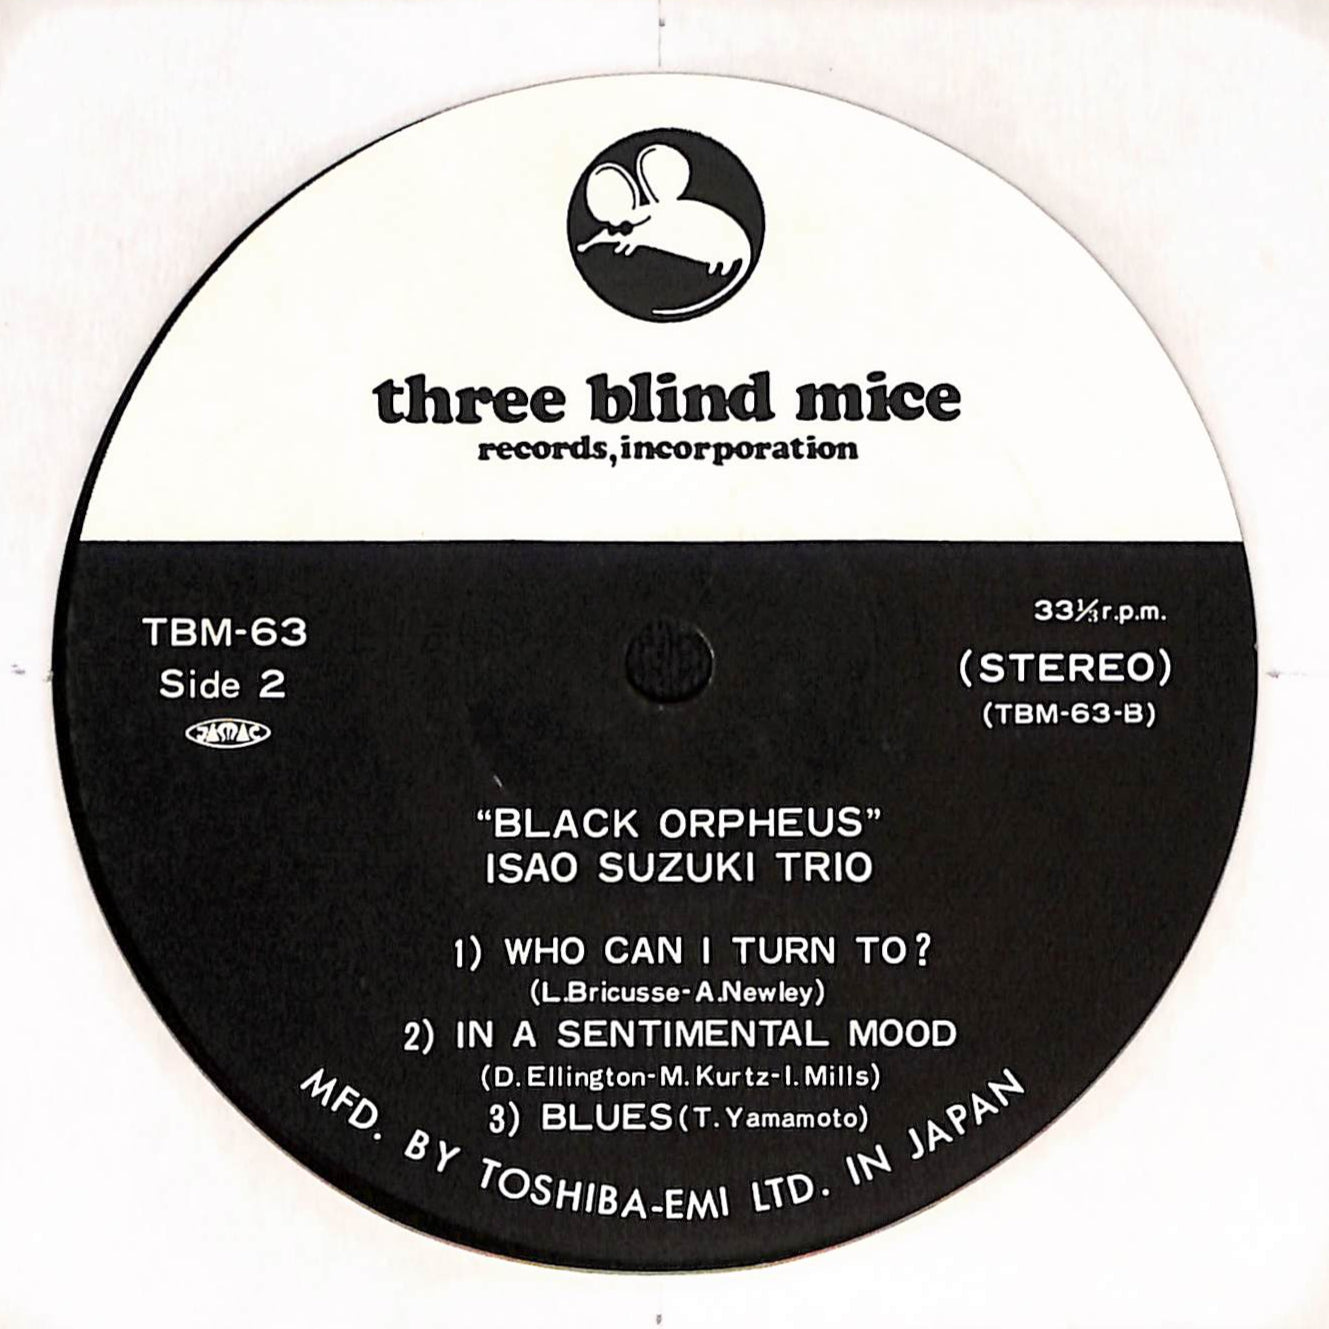 three blind mice
records, incorporation
TBM-63
Side 2
JASRAC
33⅓ r.p.m.
(STEREO)
(TBM-63-B)
“BLACK ORPHEUS”
ISAO SUZUKI TRIO
1) WHO CAN I TURN TO?
(L.Bricusse-A.Newley)
2) IN A SENTIMENTAL MOOD
(D. Ellington-M. Kurtz-I. Mills)
3) BLUES (T. Yamamoto)
MFD. BY TOSHIBA-EMI LTD. IN JAPAN